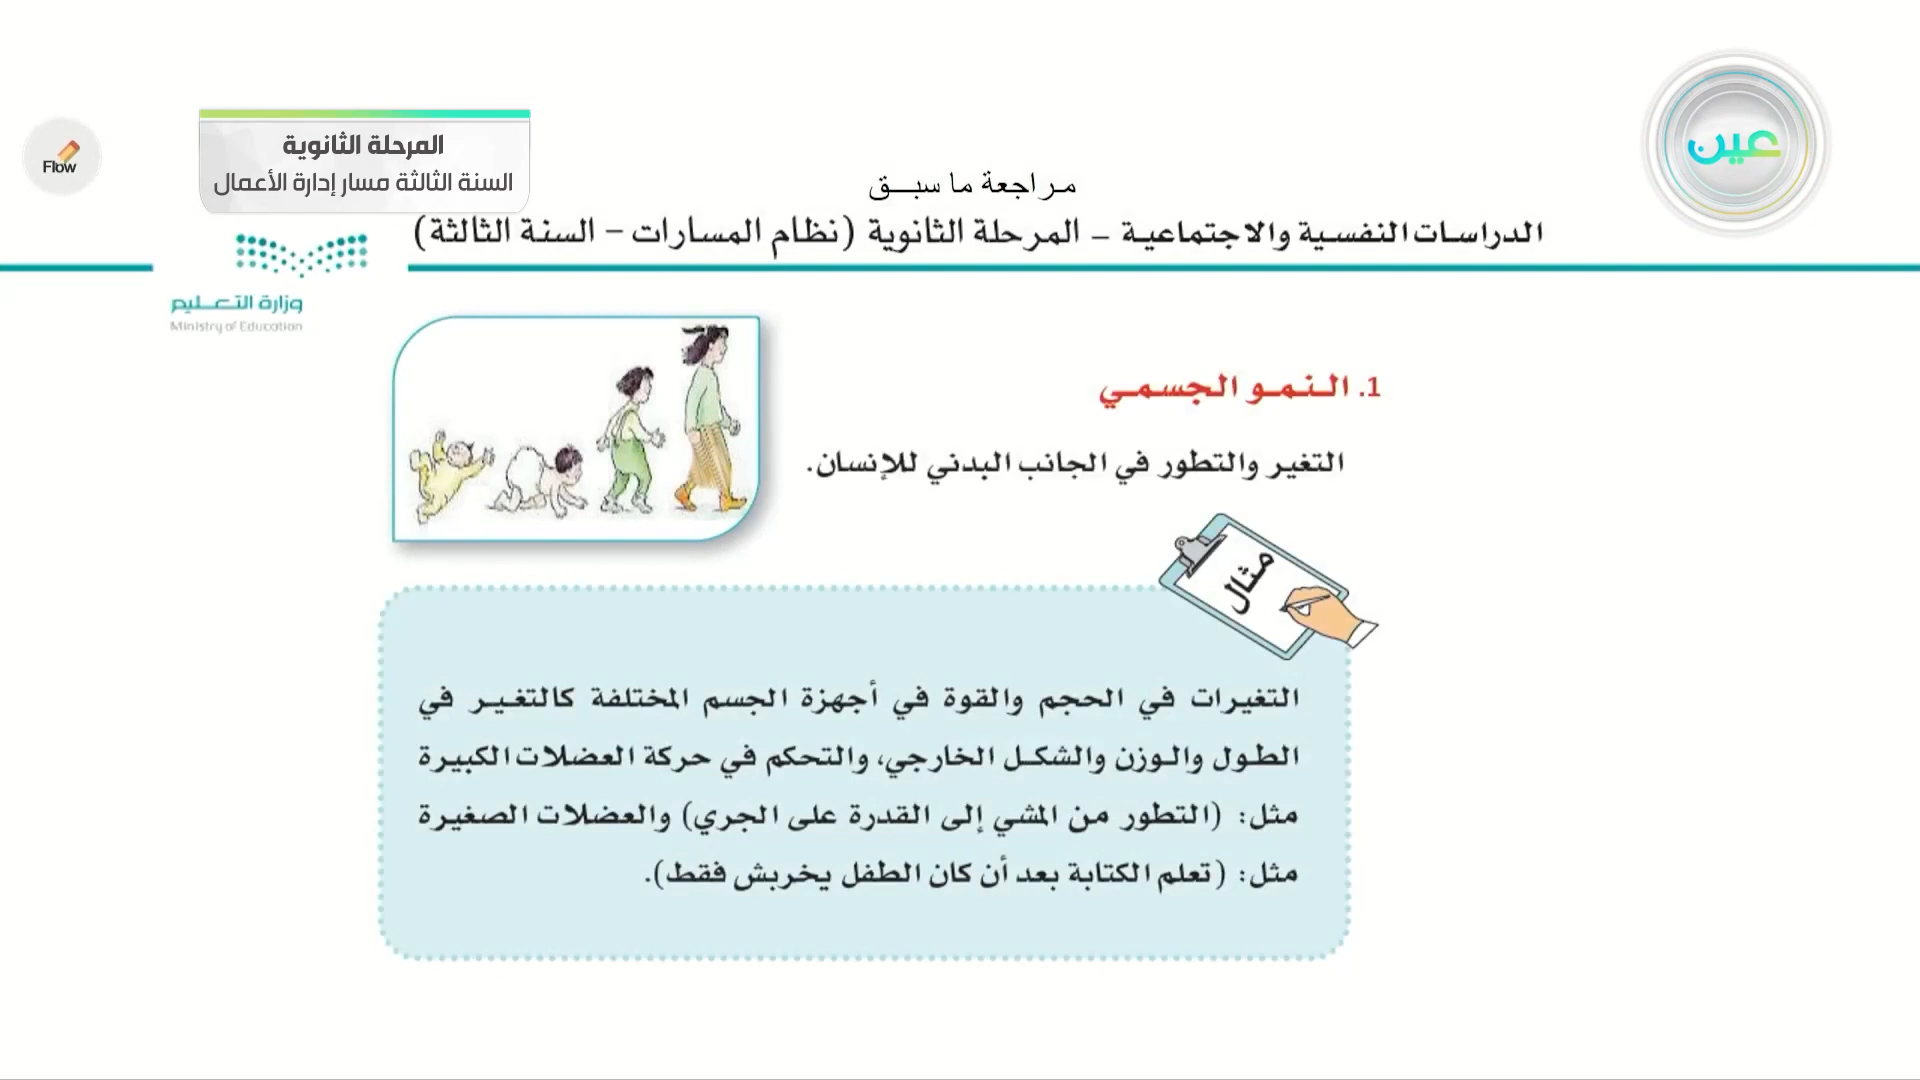 عين
المرحلة الثانوية
السنة الثالثة مسار إدارة الأعمال
Flow
مراجعة ما سبق
الدراسات النفسية والاجتماعية – المرحلة الثانوية (نظام المسارات – السنة الثالثة)
وزارة التعليم
Ministry of Education
1. النمو الجسمي
التغير والتطور في الجانب البدني للإنسان.
مثال
التغيرات في الحجم والقوة في أجهزة الجسم المختلفة كالتغير في
الطول والوزن والشكل الخارجي، والتحكم في حركة العضلات الكبيرة
مثل: (التطور من المشي إلى القدرة على الجري) والعضلات الصغيرة
مثل: (تعلم الكتابة بعد أن كان الطفل يخربش فقط).